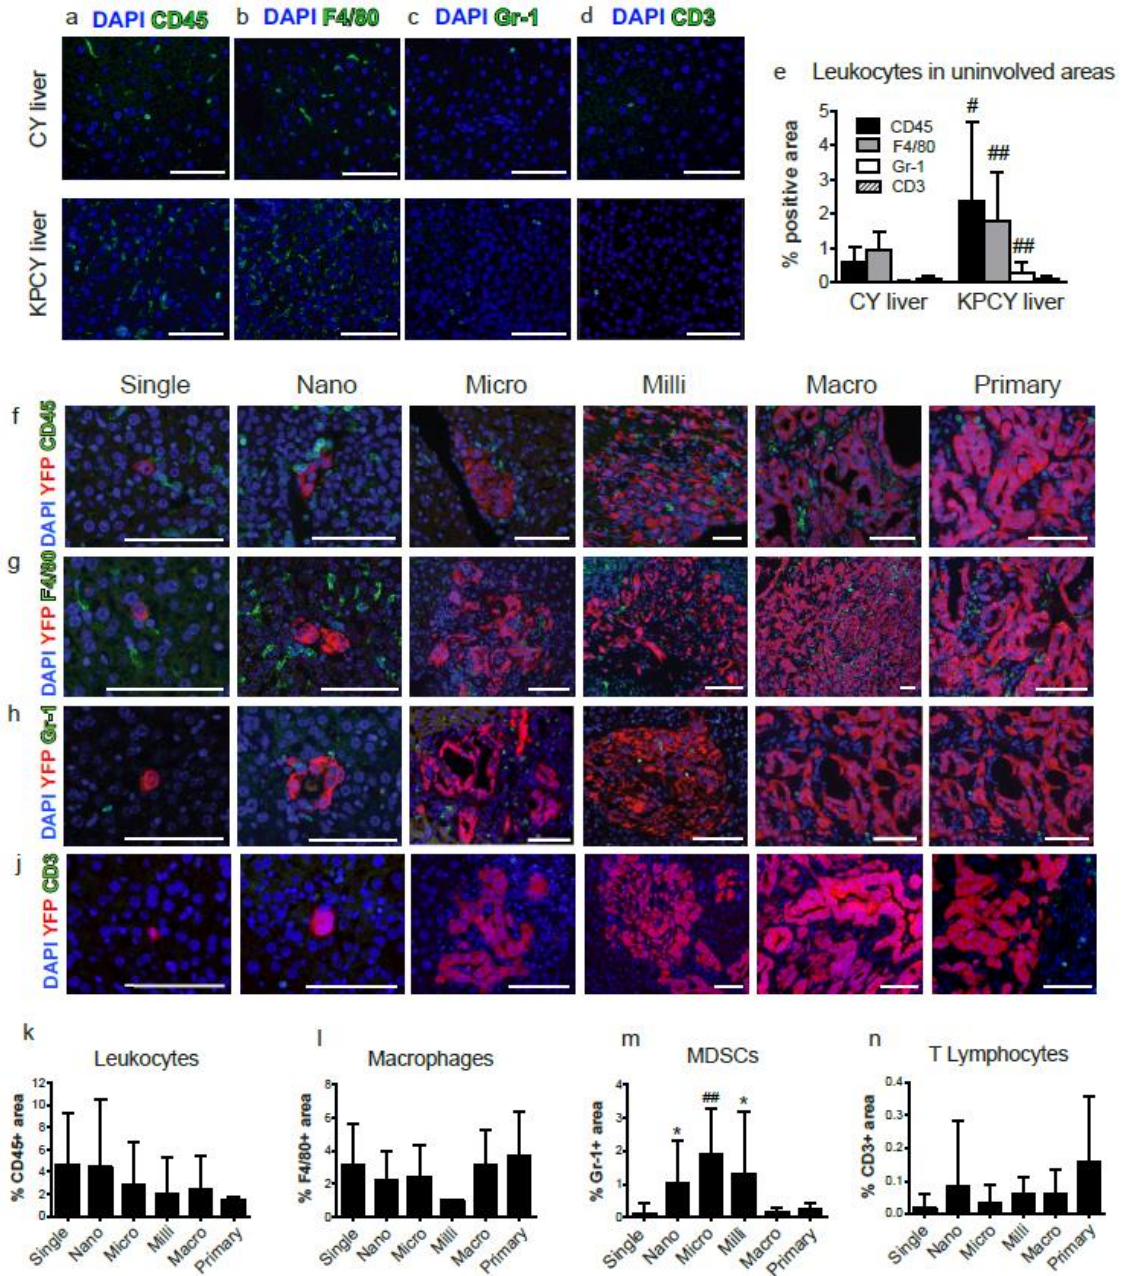 a DAPI CD45
b DAPI F4/80
c DAPI Gr-1
d DAPI CD3
CY liver
KPCY liver
e Leukocytes in uninvolved areas
% positive area
5
4
3
2
1
0
CD45
F4/80
Gr-1
CD3
#
##
##
CY liver KPCY liver
Single Nano Micro Milli Macro Primary
f DAPI YFP CD45
g DAPI YFP F4/80
h DAPI YFP Gr-1
j DAPI YFP CD3
k Leukocytes
% CD45+ area
12
10
8
6
4
2
0
Single Nano Micro Milli Macro Primary
l Macrophages
% F4/80+ area
8
6
4
2
0
Single Nano Micro Milli Macro Primary
m MDSCs
% Gr-1+ area
4
3
2
1
0
* ## *
Single Nano Micro Milli Macro Primary
n T Lymphocytes
% CD3+ area
0.4
0.3
0.2
0.1
0.0
Single Nano Micro Milli Macro Primary